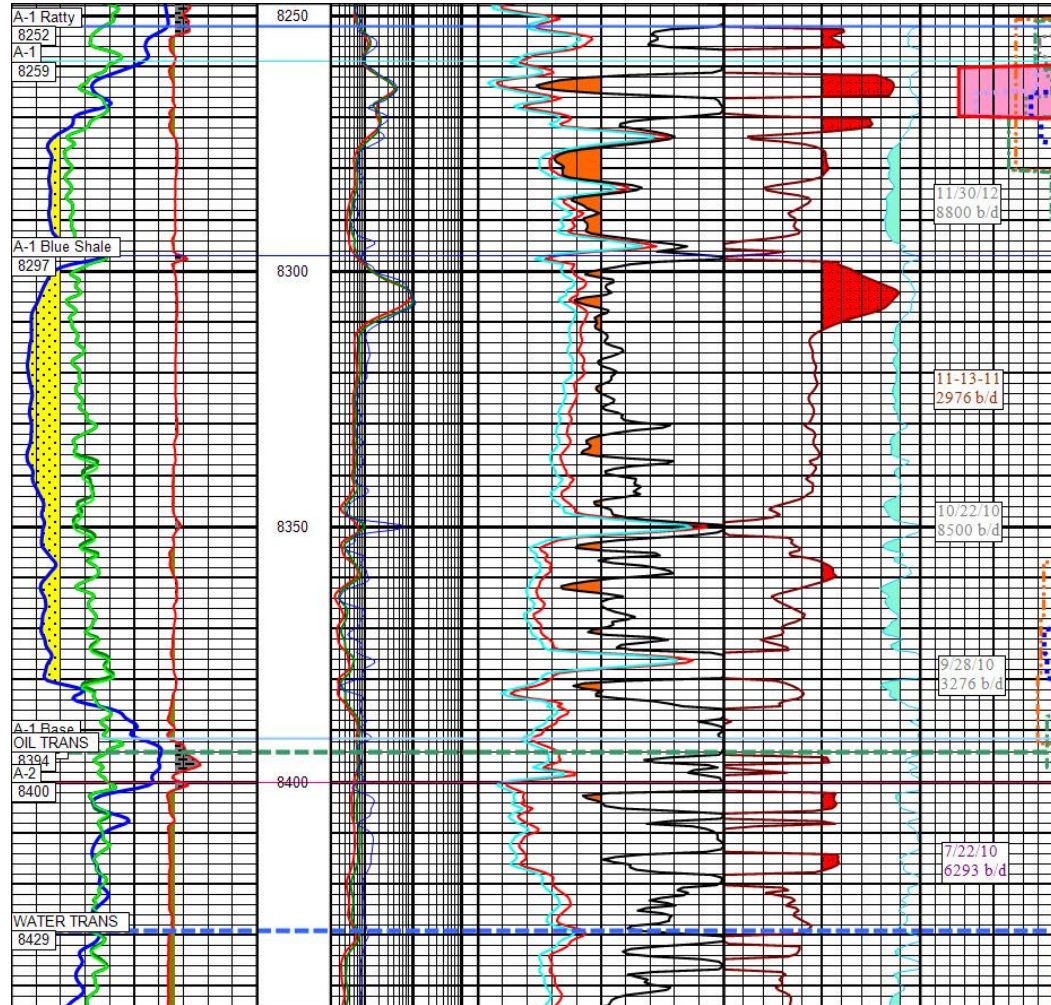 A-1 Ratty
8252
A-1
8259
8250
11/30/12
8800 b/d
A-1 Blue Shale
8297
8300
11-13-11
2976 b/d
10/22/10
8500 b/d
8350
9/28/10
3276 b/d
A-1 Base
OIL TRANS
8394
A-2
8400
8400
7/22/10
6293 b/d
WATER TRANS
8429